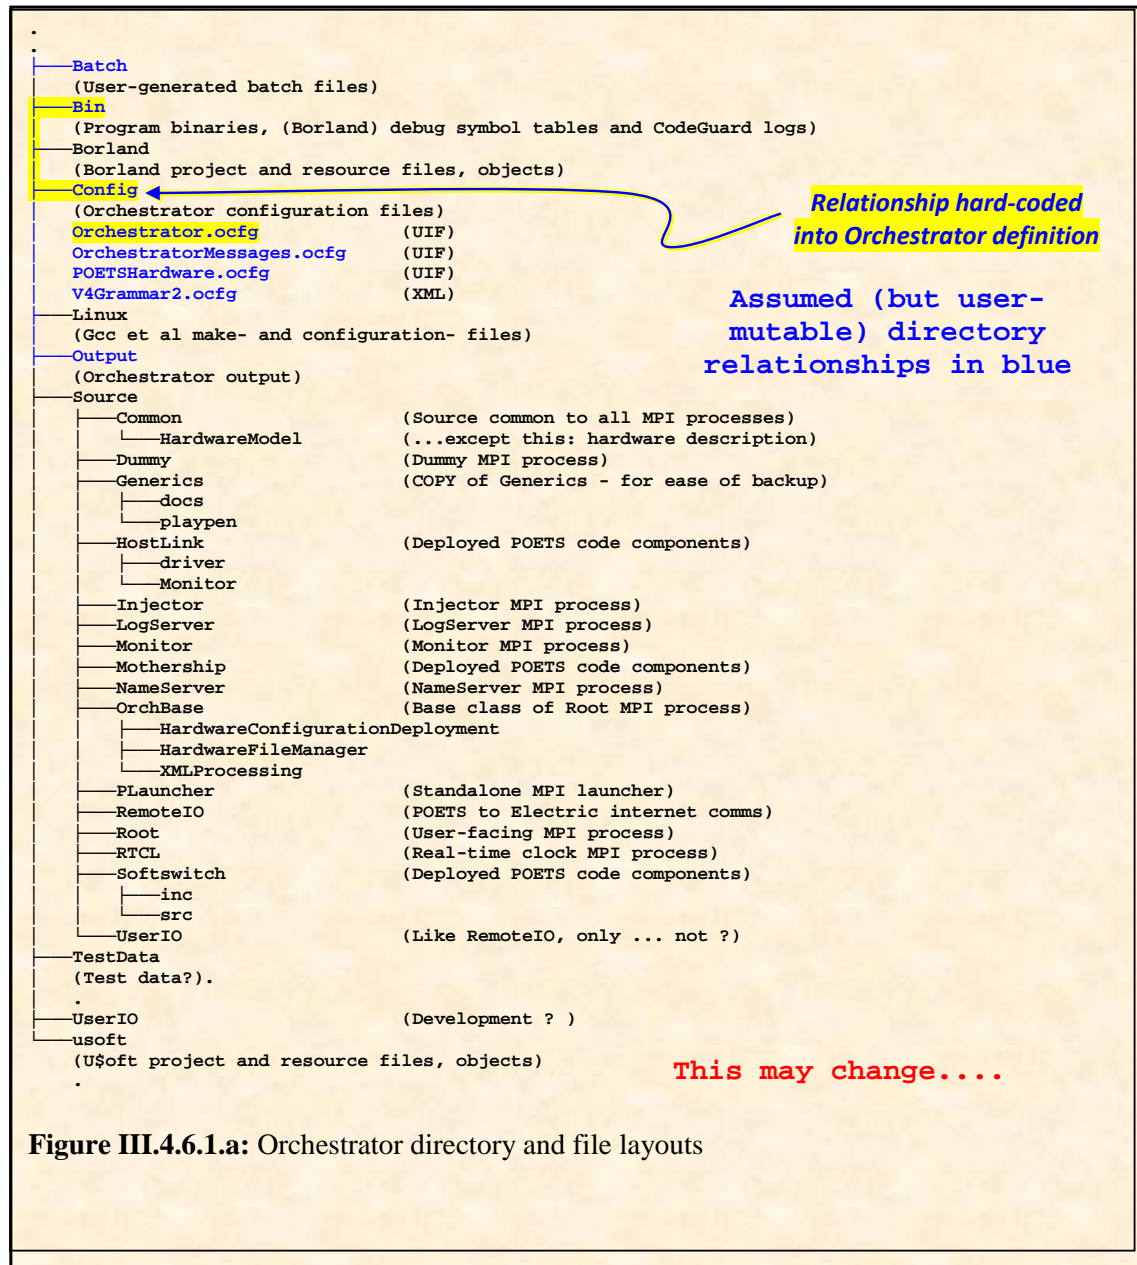 .
.
├───Batch
│   (User-generated batch files)
├───Bin
│   (Program binaries, (Borland) debug symbol tables and CodeGuard logs)
├───Borland
│   (Borland project and resource files, objects)
├───Config
│   (Orchestrator configuration files)
│   Orchestrator.ocfg             (UIF)
│   OrchestratorMessages.ocfg     (UIF)
│   POETSHardware.ocfg            (UIF)
│   V4Grammar2.ocfg               (XML)
Relationship hard-coded
into Orchestrator definition
Assumed (but user-
mutable) directory
relationships in blue
├───Linux
│   (Gcc et al make- and configuration- files)
├───Output
│   (Orchestrator output)
├───Source
│   ├───Common                    (Source common to all MPI processes)
│   │   └───HardwareModel         (...except this: hardware description)
│   ├───Dummy                     (Dummy MPI process)
│   ├───Generics                  (COPY of Generics - for ease of backup)
│   │   ├───docs
│   │   └───playpen
│   ├───HostLink                  (Deployed POETS code components)
│   │   ├───driver
│   │   └───Monitor
│   ├───Injector                  (Injector MPI process)
│   ├───LogServer                 (LogServer MPI process)
│   ├───Monitor                   (Monitor MPI process)
│   ├───Mothership                (Deployed POETS code components)
│   ├───NameServer                (NameServer MPI process)
│   ├───OrchBase                  (Base class of Root MPI process)
│   │   ├───HardwareConfigurationDeployment
│   │   ├───HardwareFileManager
│   │   └───XMLProcessing
│   ├───PLauncher                 (Standalone MPI launcher)
│   ├───RemoteIO                  (POETS to Electric internet comms)
│   ├───Root                      (User-facing MPI process)
│   ├───RTCL                      (Real-time clock MPI process)
│   ├───Softswitch                (Deployed POETS code components)
│   │   ├───inc
│   │   └───src
│   └───UserIO                    (Like RemoteIO, only ... not ?)
├───TestData
│   (Test data?).
│   .
├───UserIO                        (Development ? )
└───usoft
    (U$oft project and resource files, objects)
    .
This may change....
Figure III.4.6.1.a: Orchestrator directory and file layouts